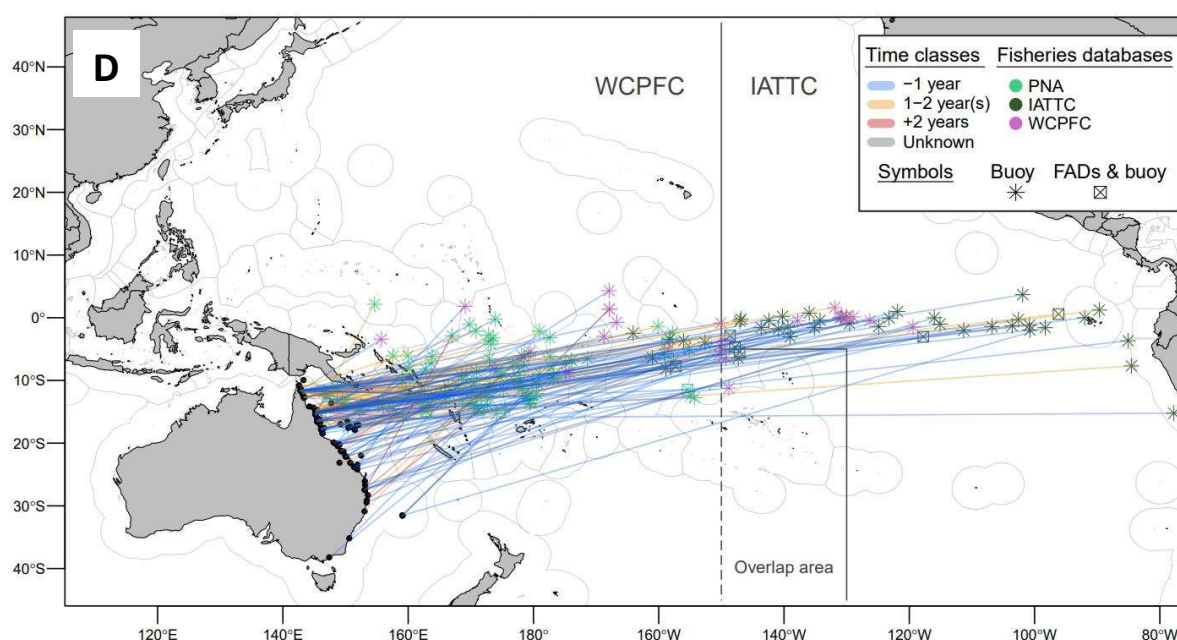 D
WCPFC
IATTC
Time classes
−1 year
1−2 year(s)
+2 years
Unknown
Fisheries databases
PNA
IATTC
WCPFC
Symbols
Buoy
FADs & buoy
Overlap area
40°N
30°N
20°N
10°N
0°
10°S
20°S
30°S
40°S
120°E
140°E
160°E
180°
160°W
140°W
120°W
100°W
80°W